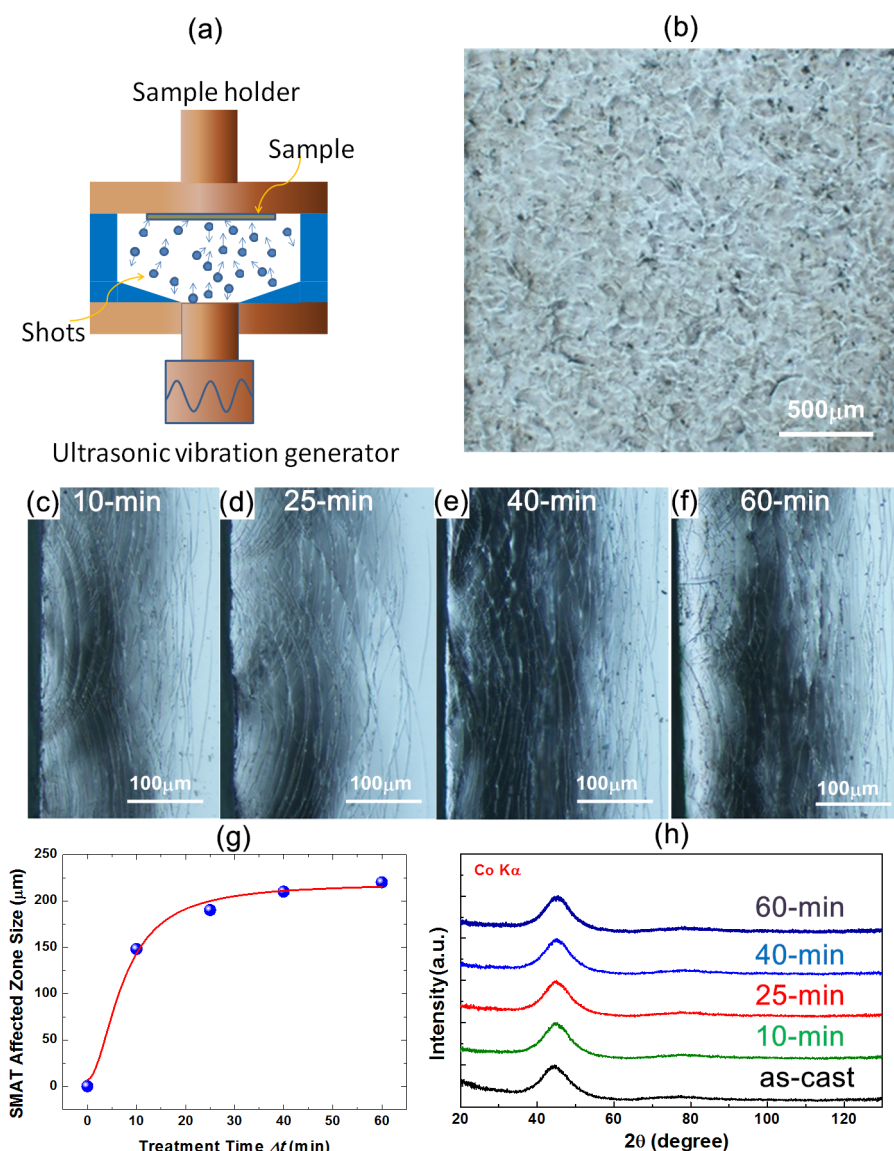 (a)
Sample holder
Sample
Shots
Ultrasonic vibration generator
(b)
500μm
(c) 10-min
100μm
(d) 25-min
100μm
(e) 40-min
100μm
(f) 60-min
100μm
(g)
SMAT Affected Zone Size (μm)
250
200
150
100
50
0
0 10 20 30 40 50 60
Treatment Time Δt (min)
(h)
Co Kα
Intensity(a.u.)
60-min
40-min
25-min
10-min
as-cast
20 40 60 80 100 120
2θ (degree)